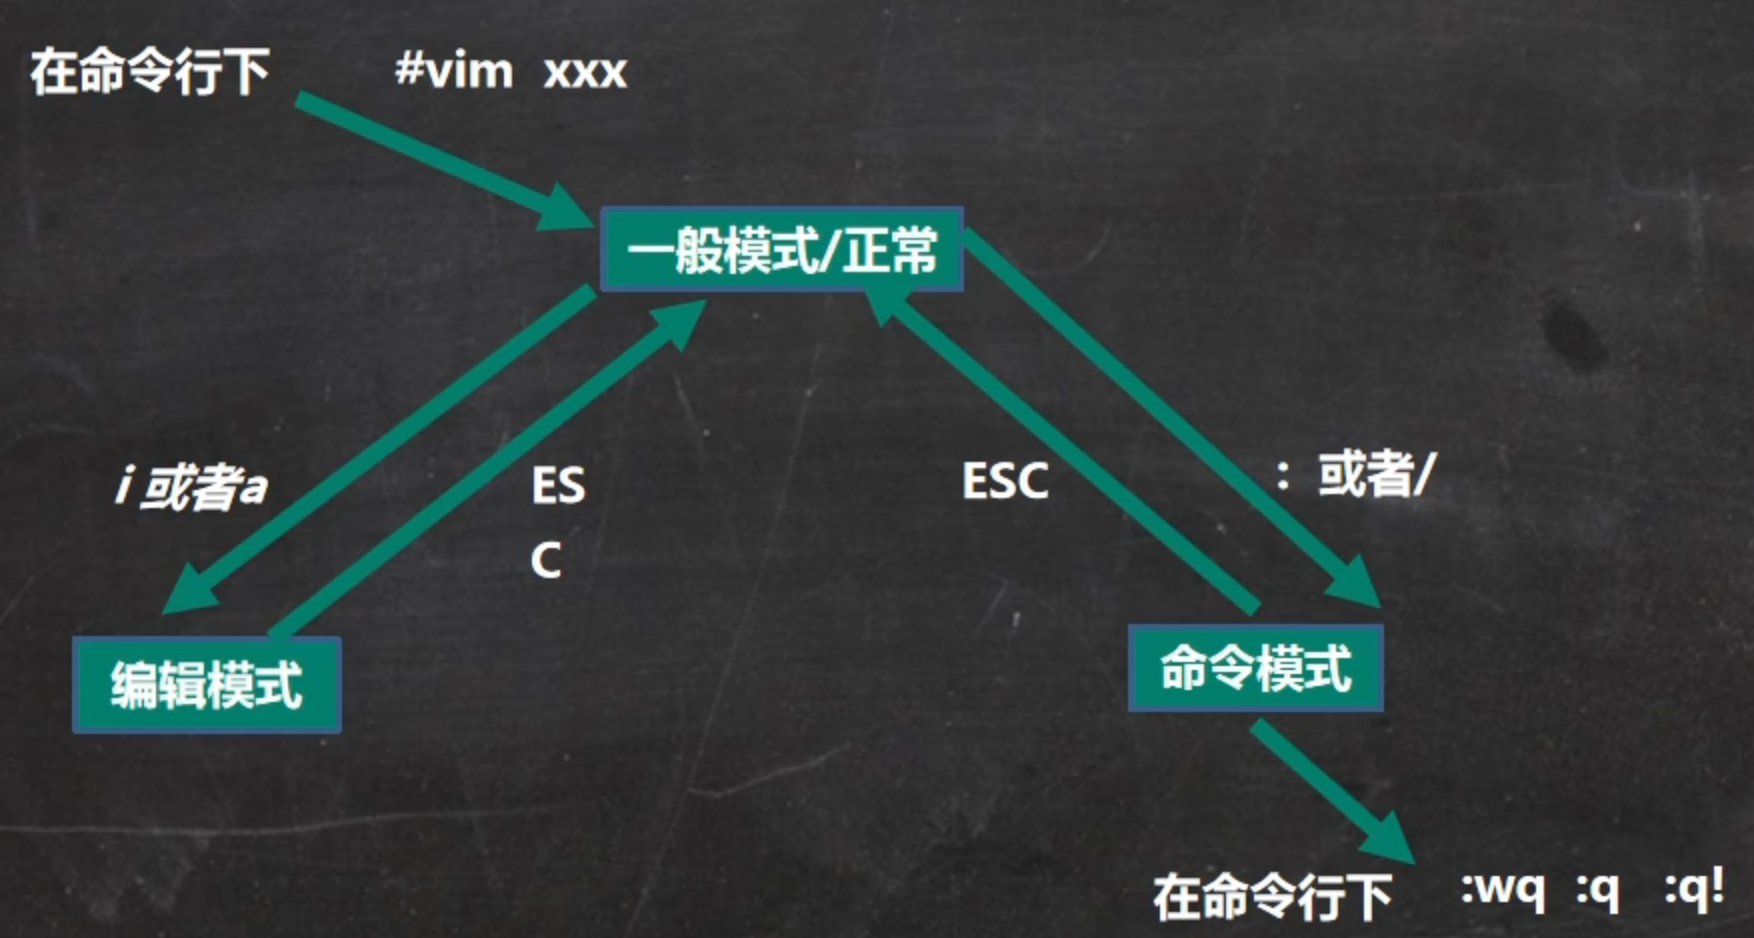 在命令行下 #vim xxx
一般模式/正常
i 或者a
ES
C
ESC
: 或者/
编辑模式
命令模式
在命令行下 :wq :q :q!